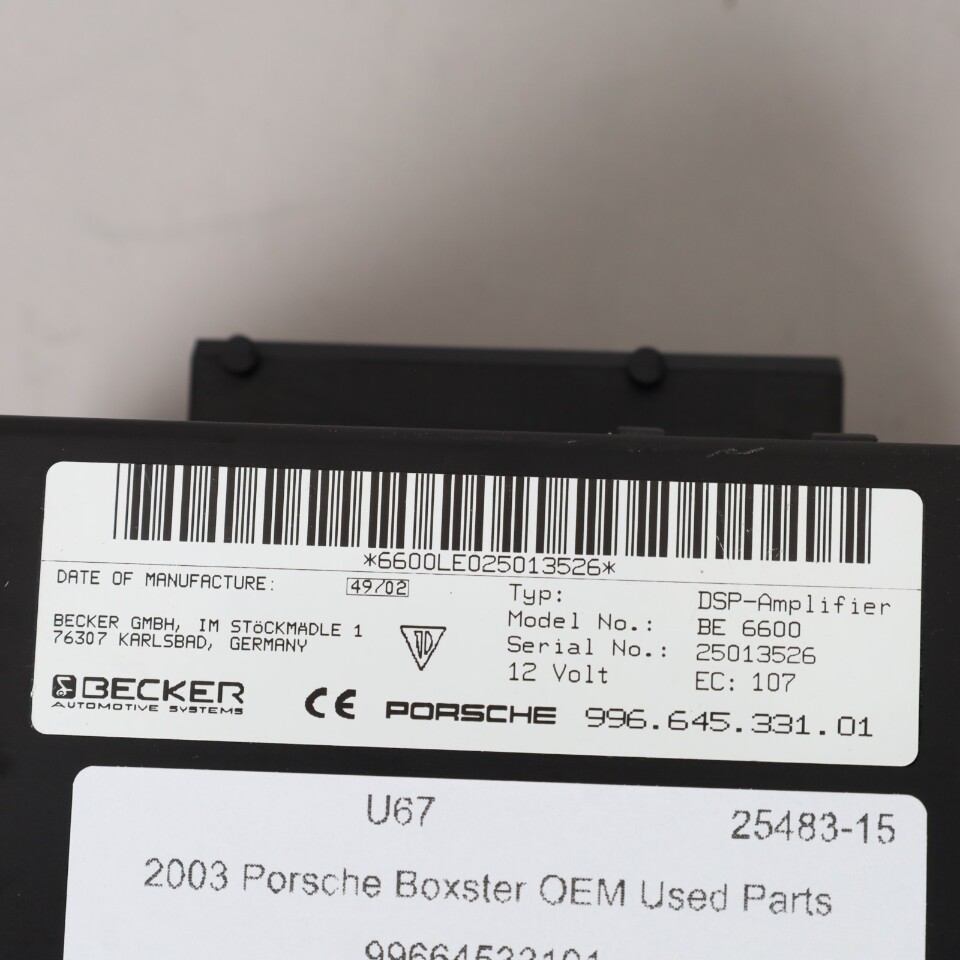 *6600LE025013526*
DATE OF MANUFACTURE: 49/02
BECKER GMBH, IM STöCKMÄDLE 1
76307 KARLSBAD, GERMANY
Typ: DSP-Amplifier
Model No.: BE 6600
Serial No.: 25013526
12 Volt EC: 107
BECKER
AUTOMOTIVE SYSTEMS
CE PORSCHE 996.645.331.01
U67 25483-15
2003 Porsche Boxster OEM Used Parts
99664533101